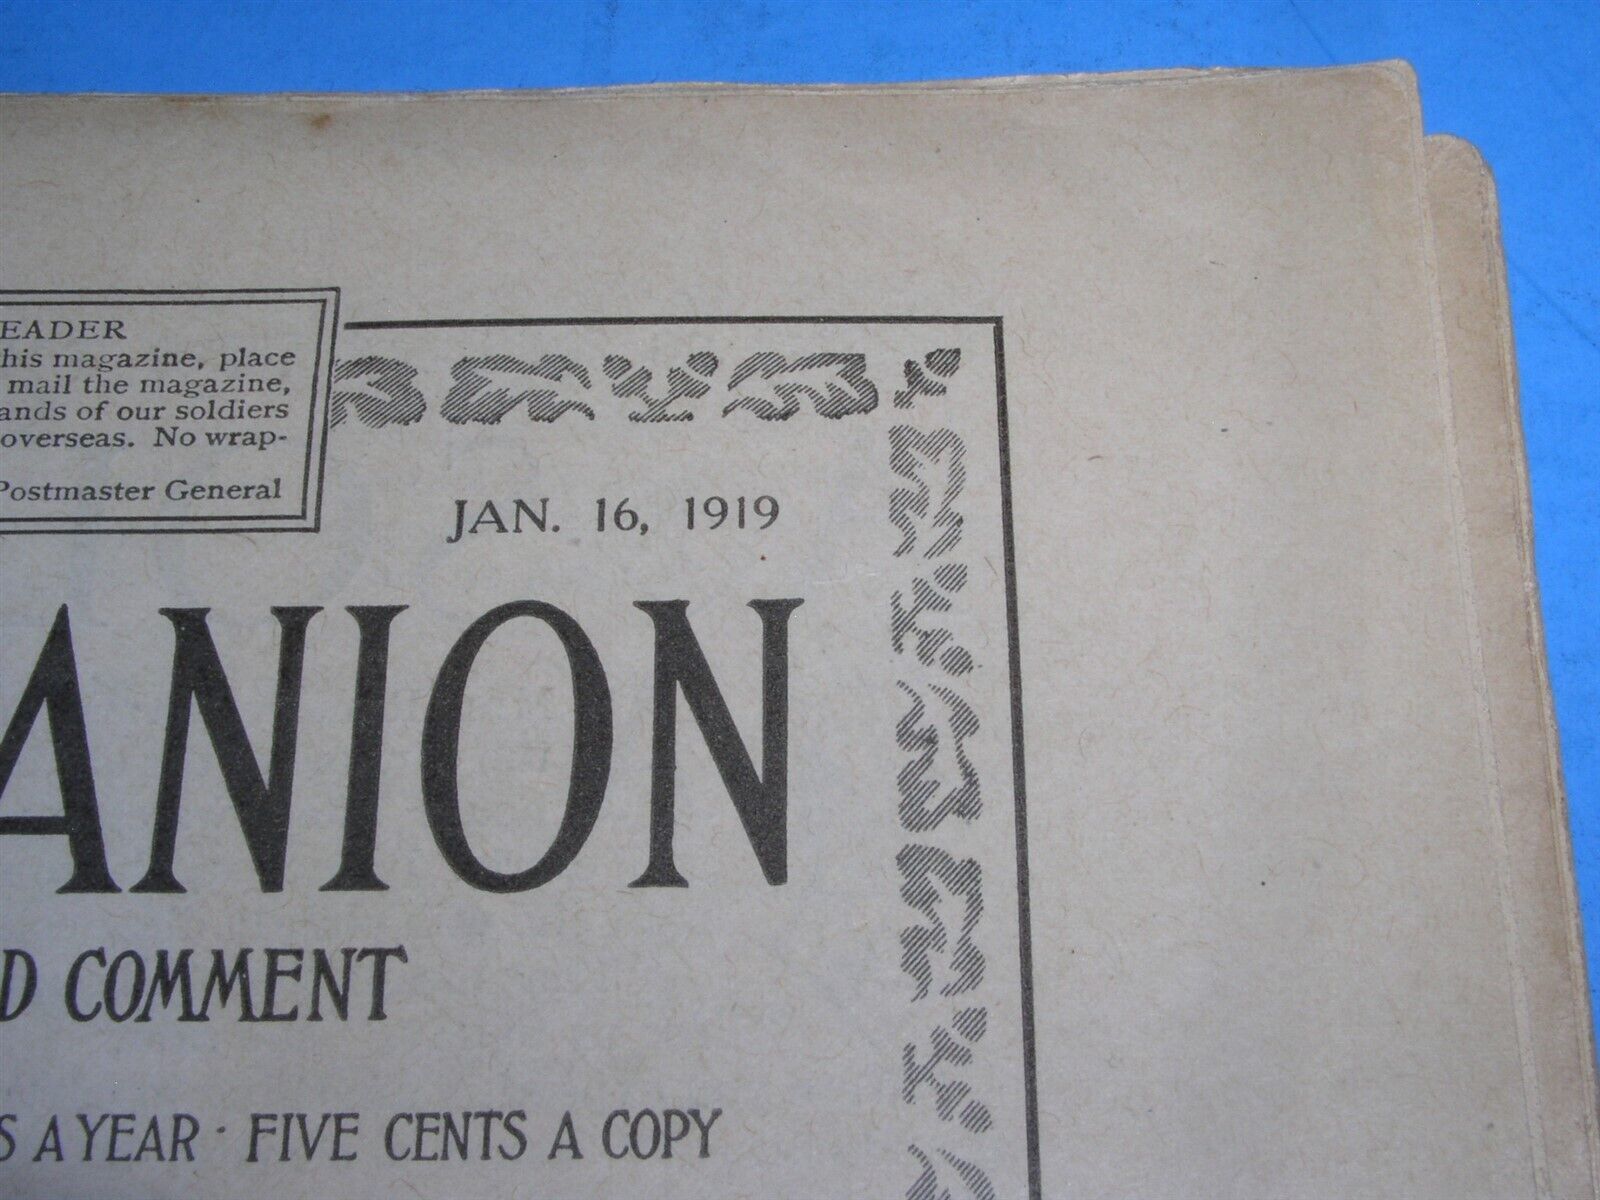 EADER
his magazine, place
mail the magazine,
ands of our soldiers
overseas. No wrap-
Postmaster General
JAN. 16, 1919
ANION
D COMMENT
S A YEAR · FIVE CENTS A COPY